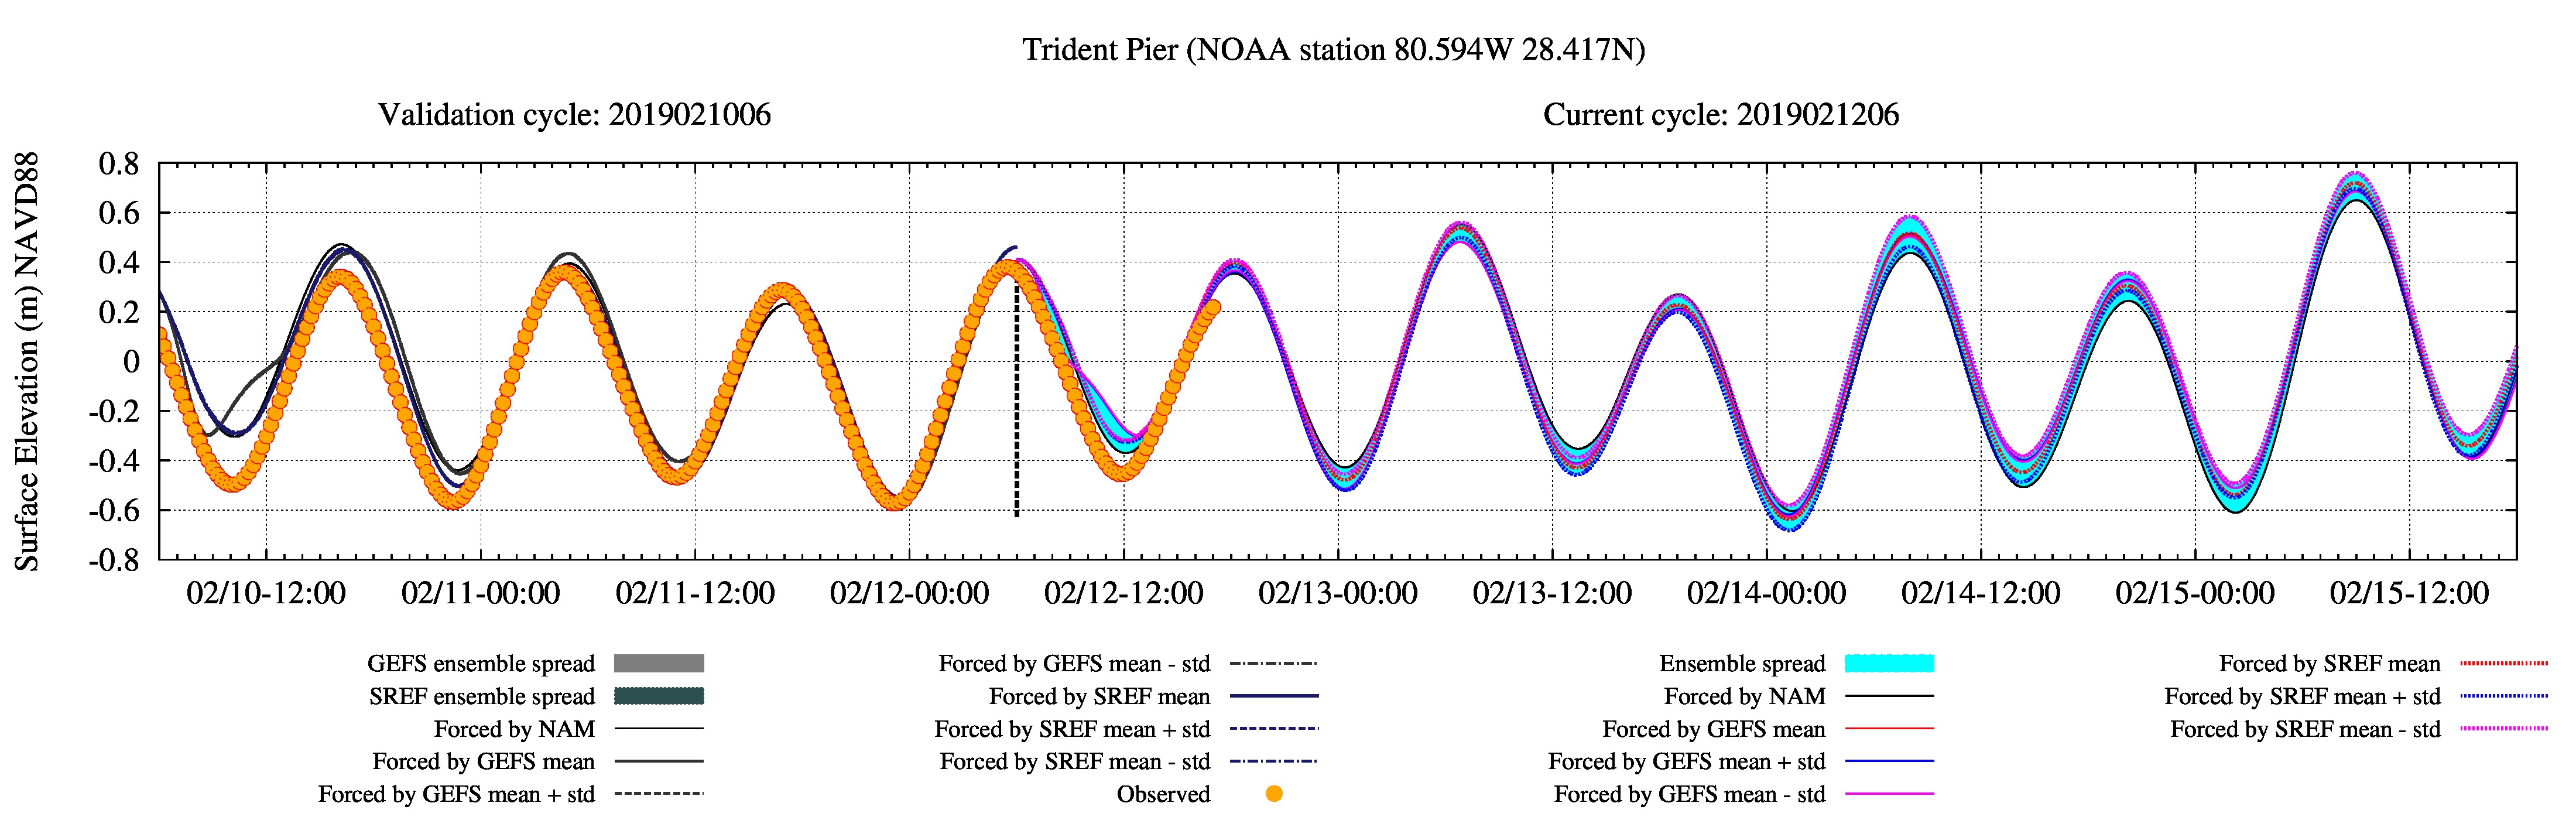 Trident Pier (NOAA station 80.594W 28.417N)
Validation cycle: 2019021006
Current cycle: 2019021206
Surface Elevation (m) NAVD88
0.8
0.6
0.4
0.2
0
-0.2
-0.4
-0.6
-0.8
02/10-12:00
02/11-00:00
02/11-12:00
02/12-00:00
02/12-12:00
02/13-00:00
02/13-12:00
02/14-00:00
02/14-12:00
02/15-00:00
02/15-12:00
GEFS ensemble spread
SREF ensemble spread
Forced by NAM
Forced by GEFS mean
Forced by GEFS mean + std
Forced by GEFS mean - std
Forced by SREF mean
Forced by SREF mean + std
Forced by SREF mean - std
Observed
Ensemble spread
Forced by NAM
Forced by GEFS mean
Forced by GEFS mean + std
Forced by GEFS mean - std
Forced by SREF mean
Forced by SREF mean + std
Forced by SREF mean - std